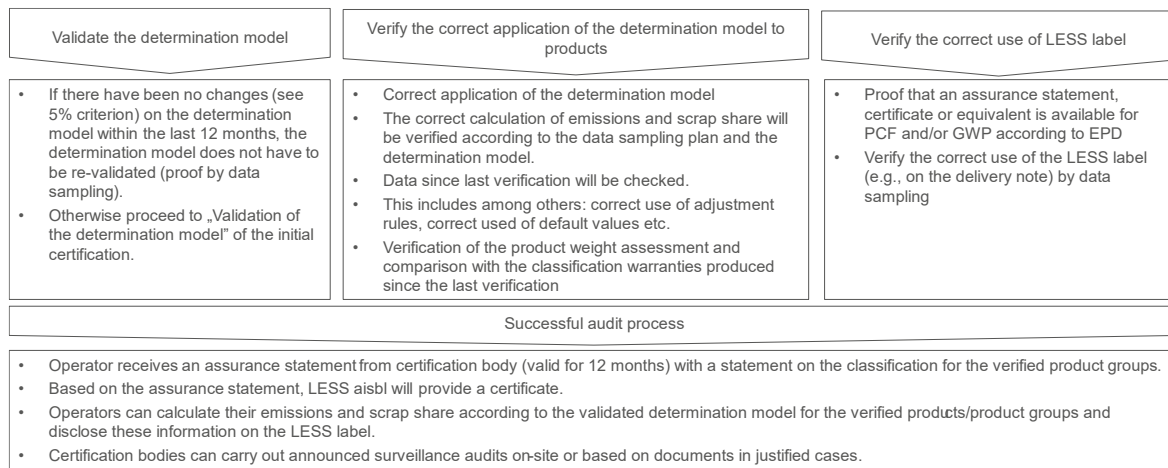 Validate the determination model
Verify the correct application of the determination model to
products
Verify the correct use of LESS label
• If there have been no changes (see
5% criterion) on the determination
model within the last 12 months, the
determination model does not have to
be re-validated (proof by data
sampling).
• Otherwise proceed to „Validation of
the determination model” of the initial
certification.
• Correct application of the determination model
• The correct calculation of emissions and scrap share will
be verified according to the data sampling plan and the
determination model.
• Data since last verification will be checked.
• This includes among others: correct use of adjustment
rules, correct used of default values etc.
• Verification of the product weight assessment and
comparison with the classification warranties produced
since the last verification
• Proof that an assurance statement,
certificate or equivalent is available for
PCF and/or GWP according to EPD
• Verify the correct use of the LESS label
(e.g., on the delivery note) by data
sampling
Successful audit process
• Operator receives an assurance statement from certification body (valid for 12 months) with a statement on the classification for the verified product groups.
• Based on the assurance statement, LESS aisbl will provide a certificate.
• Operators can calculate their emissions and scrap share according to the validated determination model for the verified products/product groups and
disclose these information on the LESS label.
• Certification bodies can carry out announced surveillance audits on-site or based on documents in justified cases.